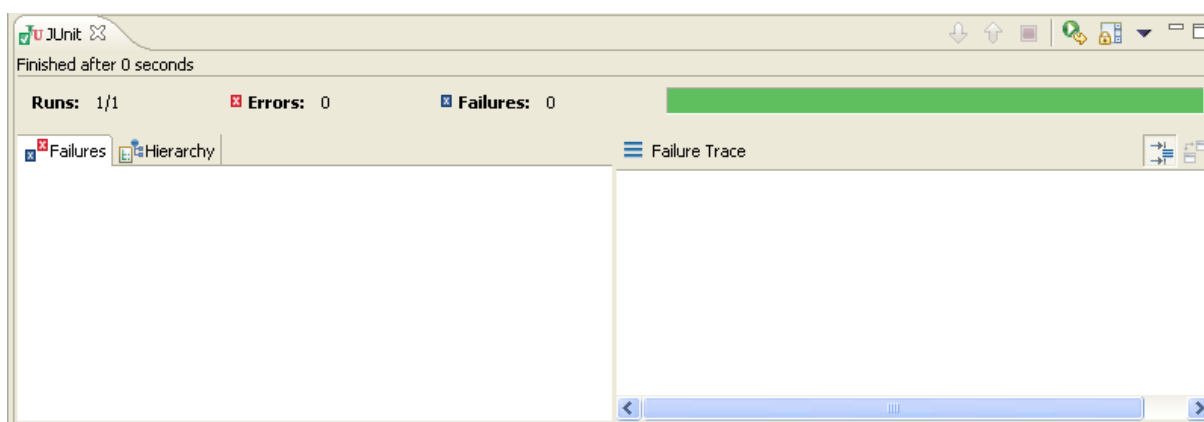 JUnit
Finished after 0 seconds
Runs: 1/1 Errors: 0 Failures: 0
Failures Hierarchy Failure Trace